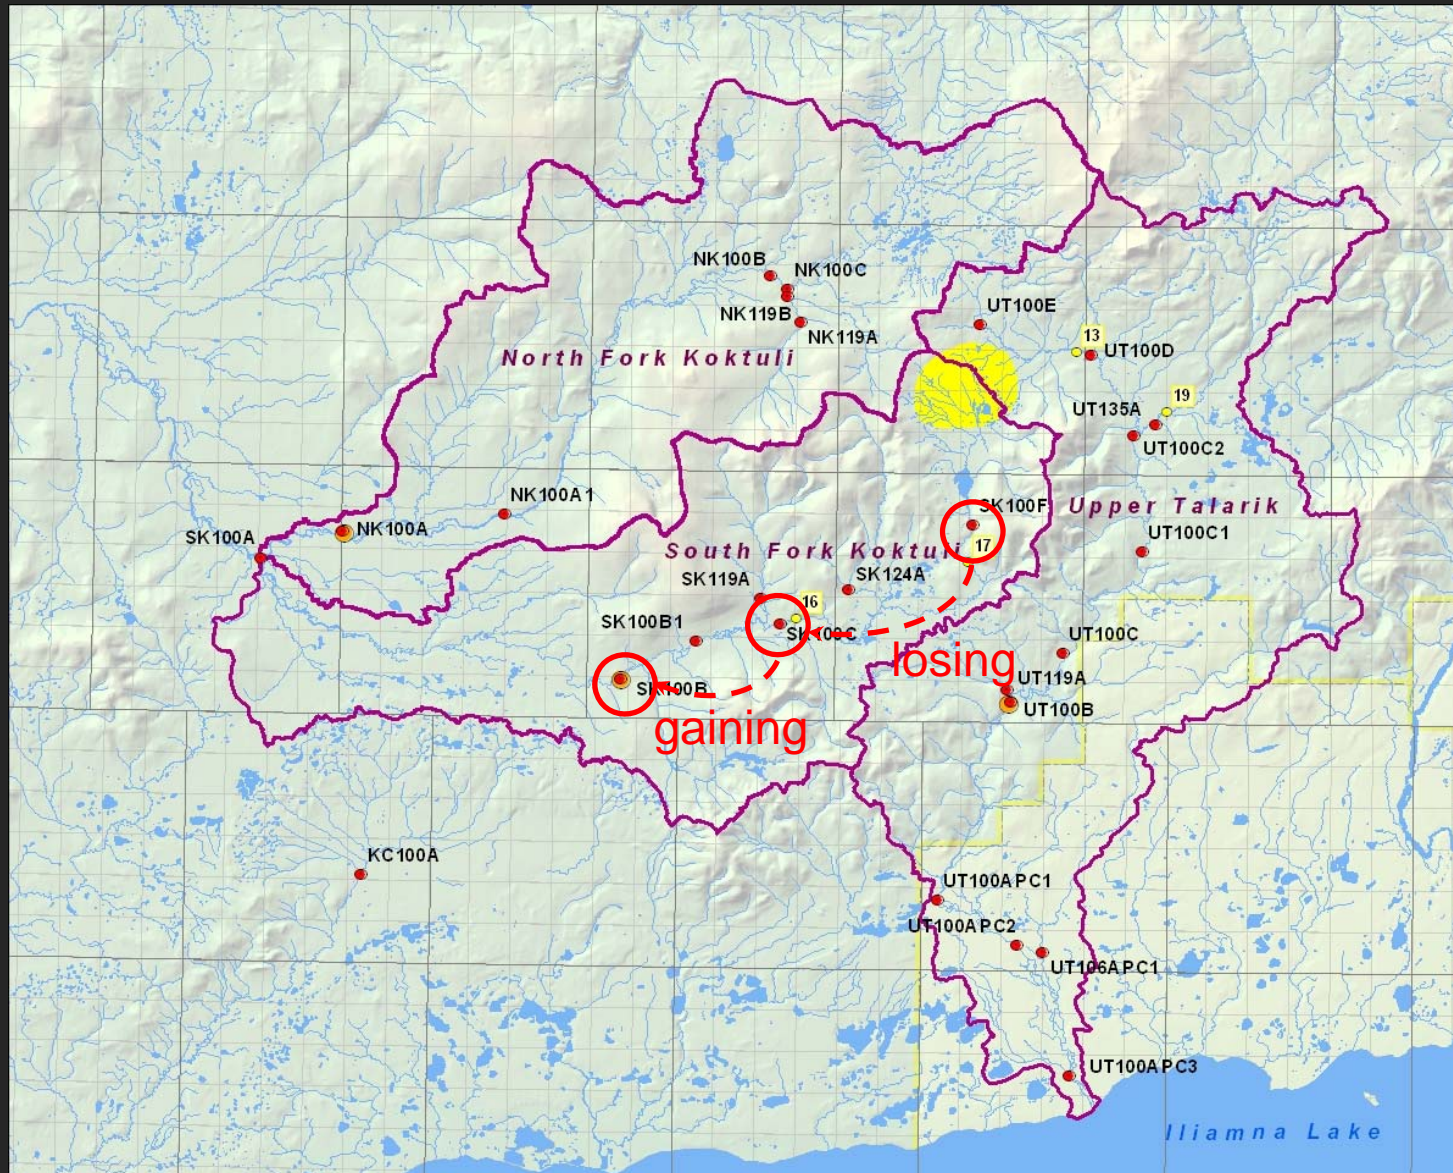 NK100B
NK100C
NK119B
NK119A
UT100E
13
UT100D
North Fork Koktuli
19
UT135A
UT100C2
NK100A1
SK100F
Upper Talarik
SK100A
NK100A
17
UT100C1
South Fork Koktuli
SK119A
SK124A
16
SK100B1
SK100C
UT100C
losing
UT119A
SK100B
UT100B
gaining
KC100A
UT100APC1
UT100APC2
UT106APC1
UT100APC3
Iliamna Lake